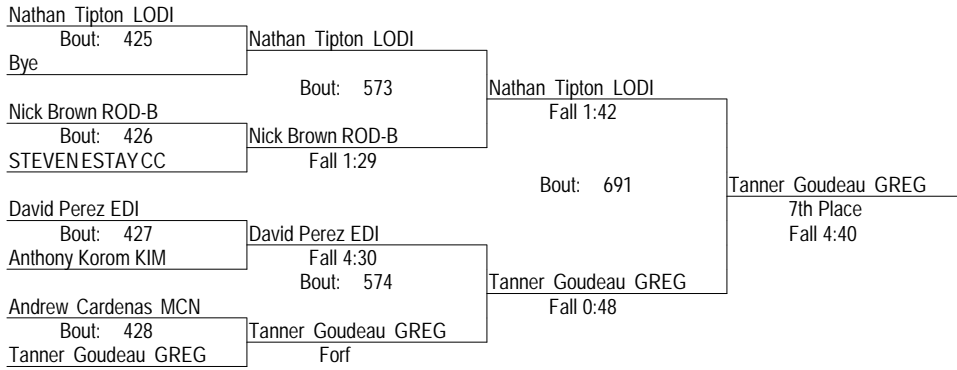 Nathan Tipton LODI
Bout: 425
Nathan Tipton LODI
Bye
Bout: 573
Nathan Tipton LODI
Nick Brown ROD-B
Fall 1:42
Bout: 426
Nick Brown ROD-B
STEVEN ESTAY CC
Fall 1:29
Bout: 691
Tanner Goudeau GREG
David Perez EDI
7th Place
Bout: 427
David Perez EDI
Fall 4:40
Anthony Korom KIM
Fall 4:30
Bout: 574
Tanner Goudeau GREG
Andrew Cardenas MCN
Fall 0:48
Bout: 428
Tanner Goudeau GREG
Tanner Goudeau GREG
Forf